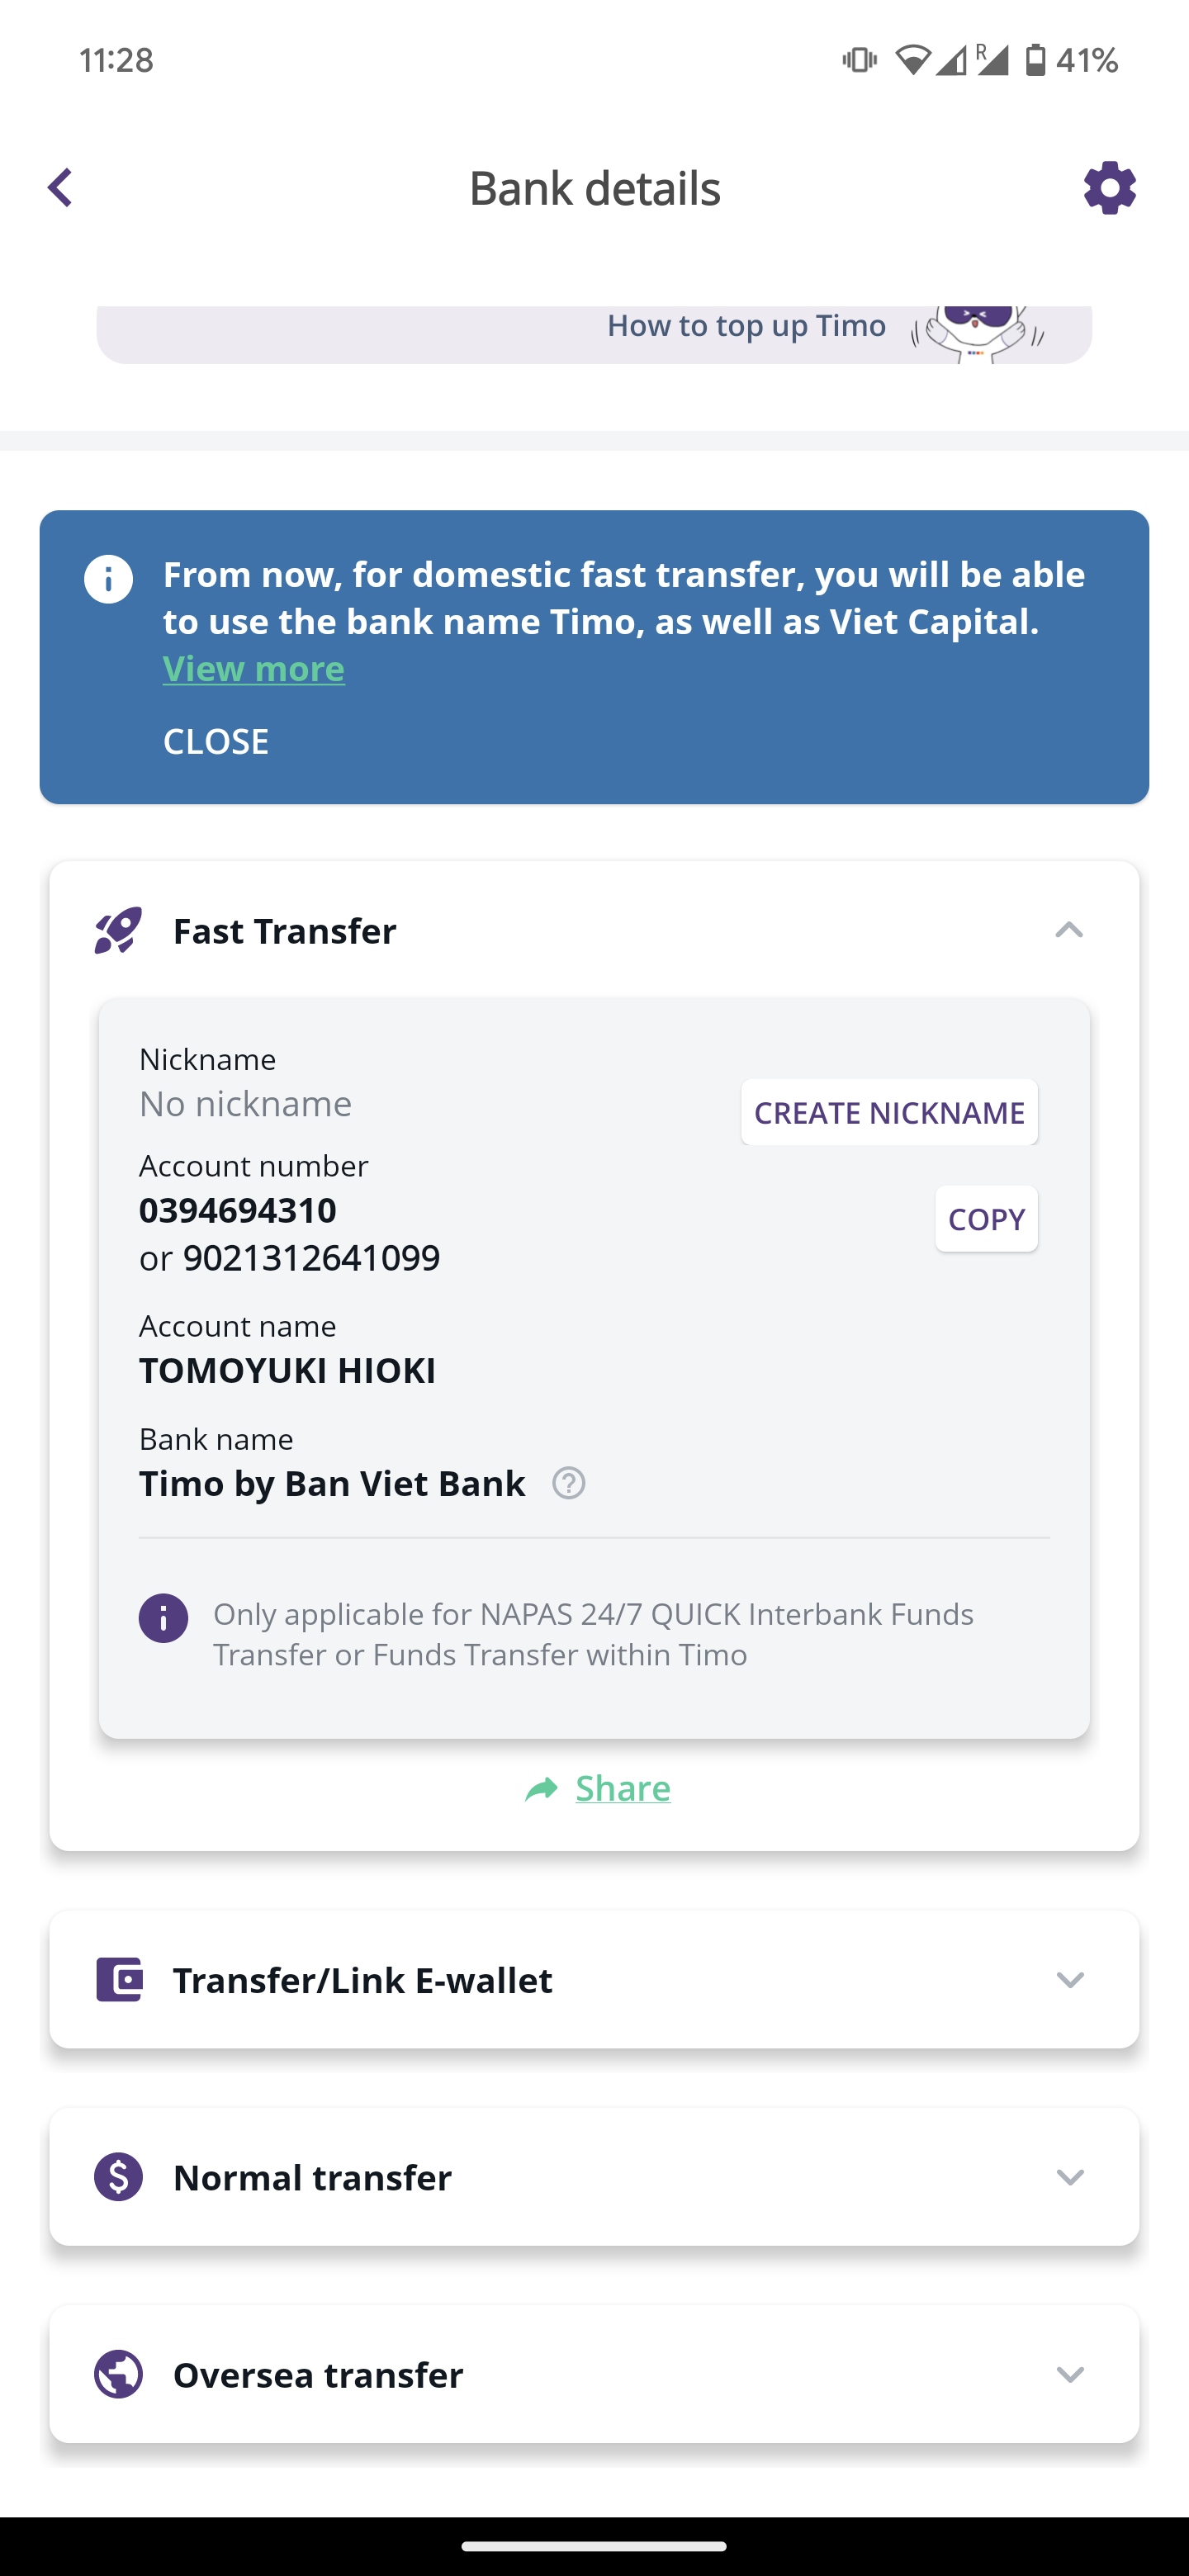 11:28
R
41%
Bank details
How to top up Timo
From now, for domestic fast transfer, you will be able
to use the bank name Timo, as well as Viet Capital.
View more
CLOSE
Fast Transfer
Nickname
No nickname
CREATE NICKNAME
Account number
0394694310
COPY
or 9021312641099
Account name
TOMOYUKI HIOKI
Bank name
Timo by Ban Viet Bank
Only applicable for NAPAS 24/7 QUICK Interbank Funds
Transfer or Funds Transfer within Timo
Share
Transfer/Link E-wallet
Normal transfer
Oversea transfer